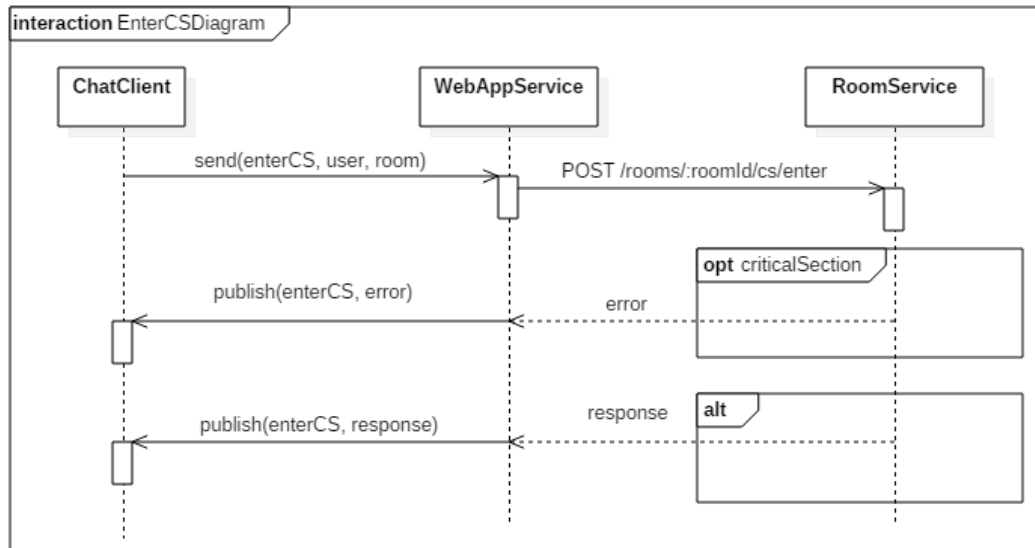 interaction EnterCSDiagram
ChatClient
WebAppService
RoomService
send(enterCS, user, room)
POST /rooms/:roomId/cs/enter
opt criticalSection
publish(enterCS, error)
error
publish(enterCS, response)
response
alt